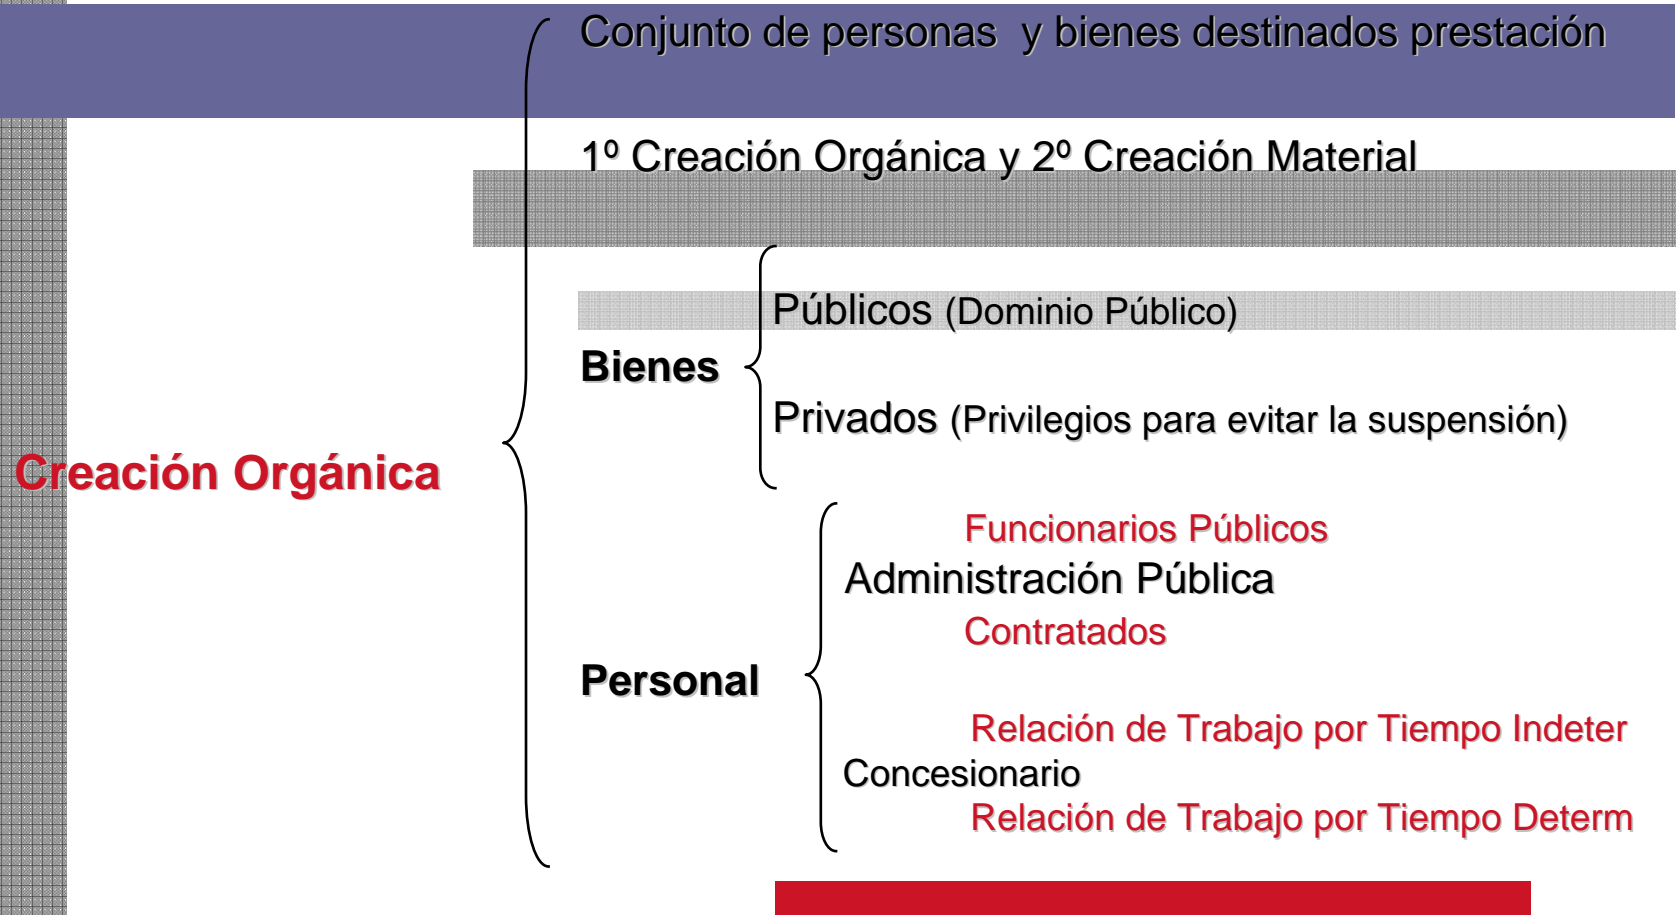 Conjunto de personas y bienes destinados prestación
1º Creación Orgánica y 2º Creación Material
Públicos (Dominio Público)
Bienes
Privados (Privilegios para evitar la suspensión)
Creación Orgánica
Funcionarios Públicos
Administración Pública
Contratados
Personal
Relación de Trabajo por Tiempo Indeter
Concesionario
Relación de Trabajo por Tiempo Determ